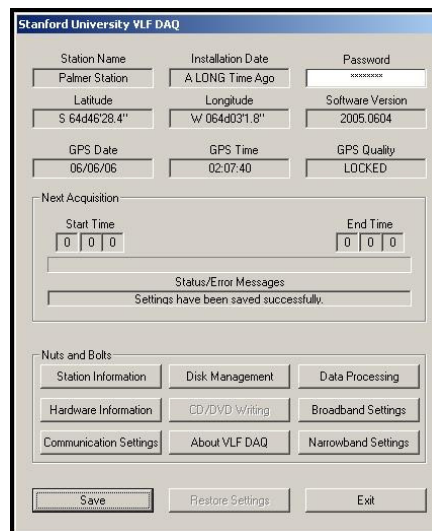 Stanford University VLF DAQ
Station Name Installation Date Password
Palmer Station A LONG Time Ago xxxxxxxx
Latitude Longitude Software Version
S 64d46'28.4" W 064d03'1.8" 2005.0604
GPS Date GPS Time GPS Quality
06/06/06 02:07:40 LOCKED
Next Acquisition
Start Time End Time
0 0 0 0 0 0
Status/Error Messages
Settings have been saved successfully.
Nuts and Bolts
Station Information Disk Management Data Processing
Hardware Information CD/DVD Writing Broadband Settings
Communication Settings About VLF DAQ Narrowband Settings
Save Restore Settings Exit